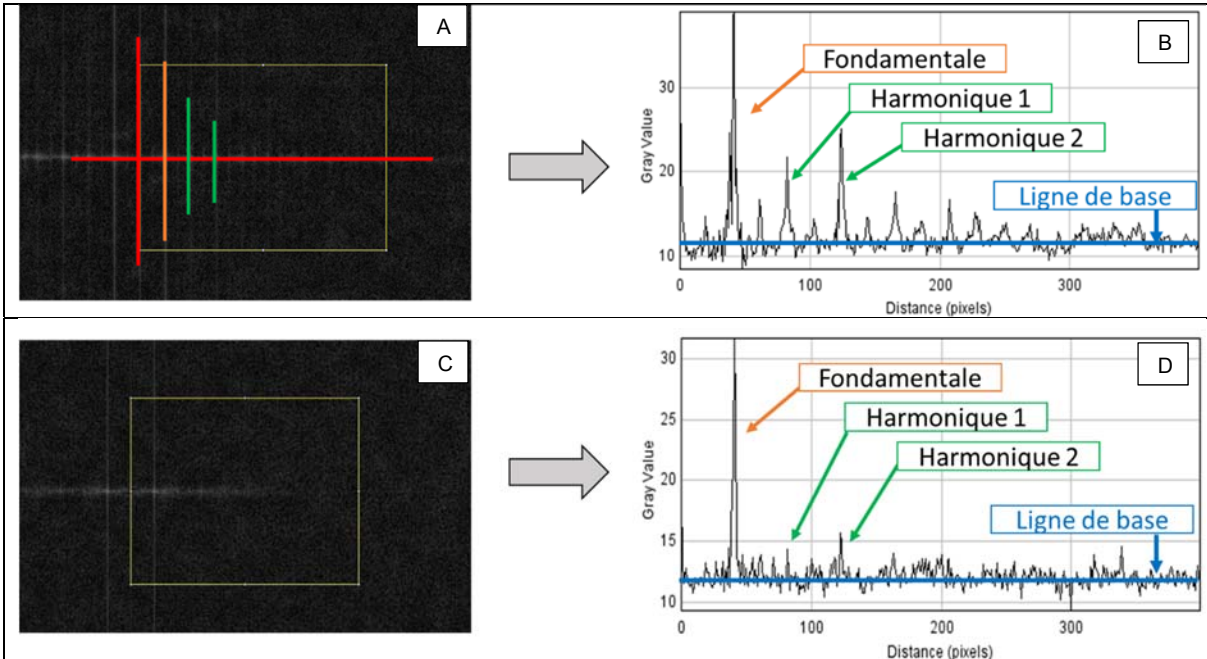 A
B
Fondamentale
Harmonique 1
Harmonique 2
Ligne de base
Gray Value
30
20
10
0
100
200
300
Distance (pixels)
C
D
Fondamentale
Harmonique 1
Harmonique 2
Ligne de base
Gray Value
30
25
20
15
10
0
100
200
300
Distance (pixels)